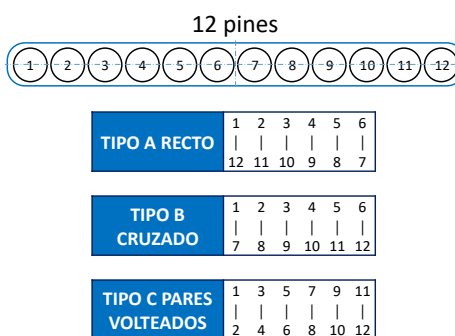 12 pines
1 2 3 4 5 6 7 8 9 10 11 12
TIPO A RECTO
1 2 3 4 5 6
| | | | | |
12 11 10 9 8 7
TIPO B
CRUZADO
1 2 3 4 5 6
| | | | | |
7 8 9 10 11 12
TIPO C PARES
VOLTEADOS
1 3 5 7 9 11
| | | | | |
2 4 6 8 10 12